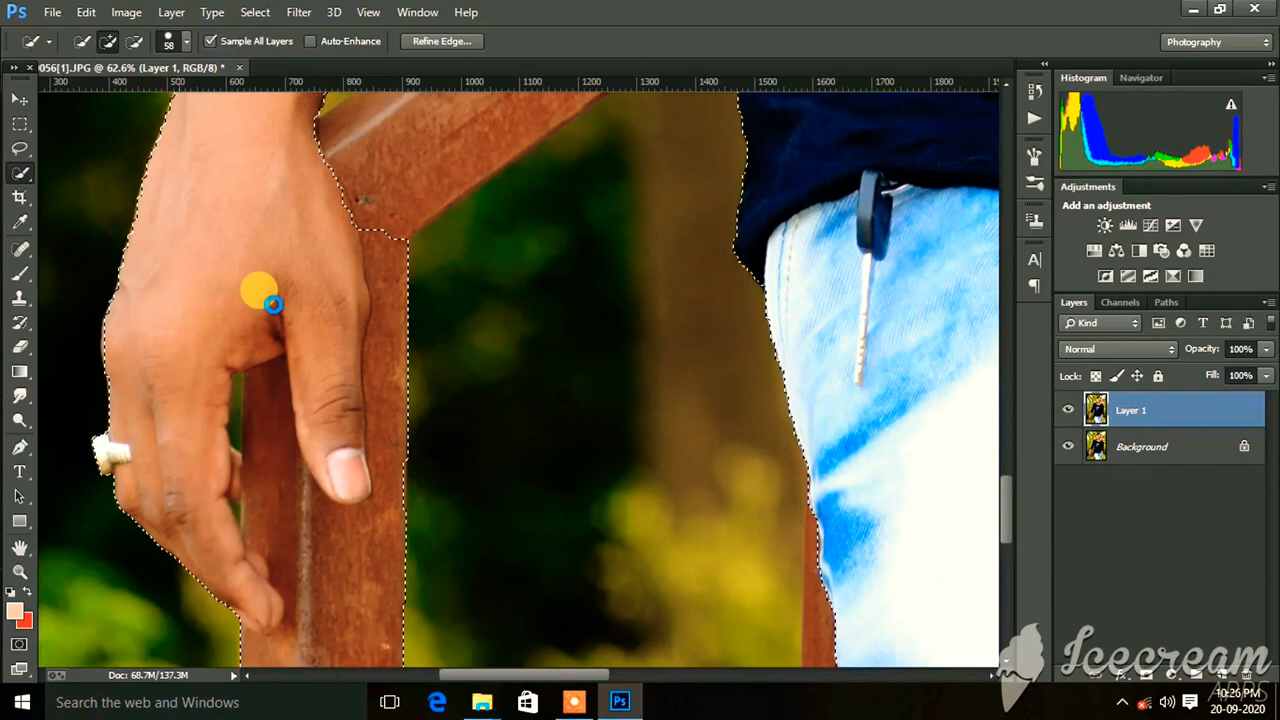 Ps File Edit Image Layer Type Select Filter 3D View Window Help
58 Sample All Layers Auto-Enhance Refine Edge... Photography
056[1].JPG @ 62.6% (Layer 1, RGB/8) *
300 400 500 600 700 800 900 1000 1100 1200 1300 1400 1500 1600 1700 1800
Histogram Navigator
Adjustments
Add an adjustment
Layers Channels Paths
Kind
Normal Opacity: 100%
Lock: Fill: 100%
Layer 1
Background
Doc: 68.7M/137.3M
Icecream
APPS
Search the web and Windows
Ps
10:26 PM
20-09-2020